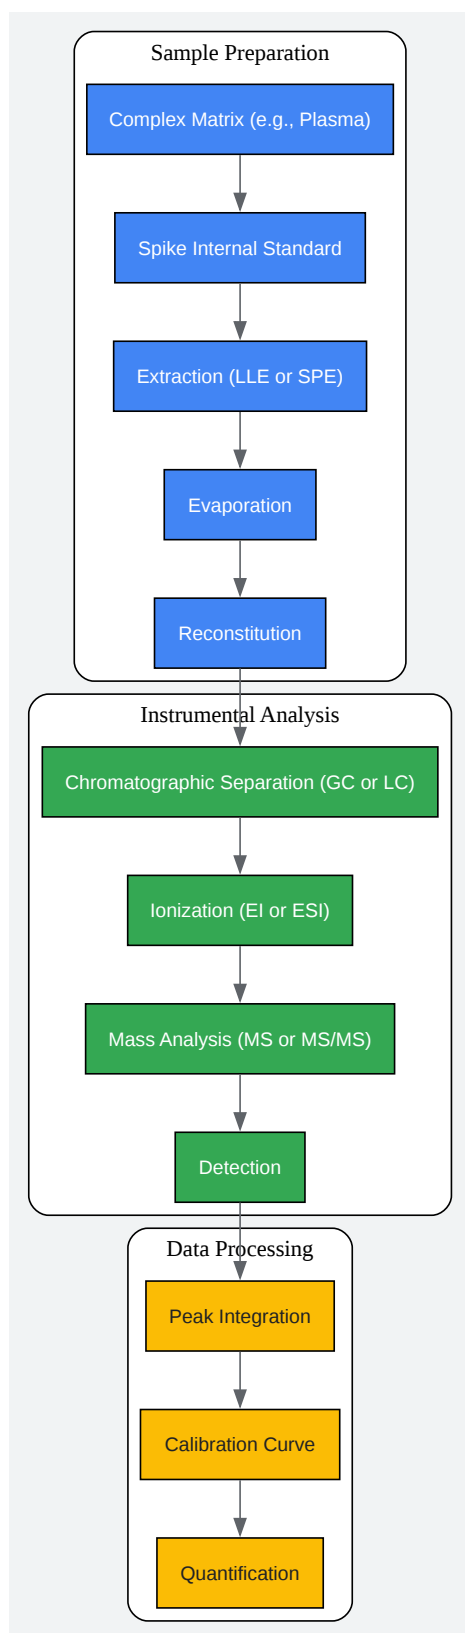 Sample Preparation
Complex Matrix (e.g., Plasma)
Spike Internal Standard
Extraction (LLE or SPE)
Evaporation
Reconstitution
Instrumental Analysis
Chromatographic Separation (GC or LC)
Ionization (EI or ESI)
Mass Analysis (MS or MS/MS)
Detection
Data Processing
Peak Integration
Calibration Curve
Quantification